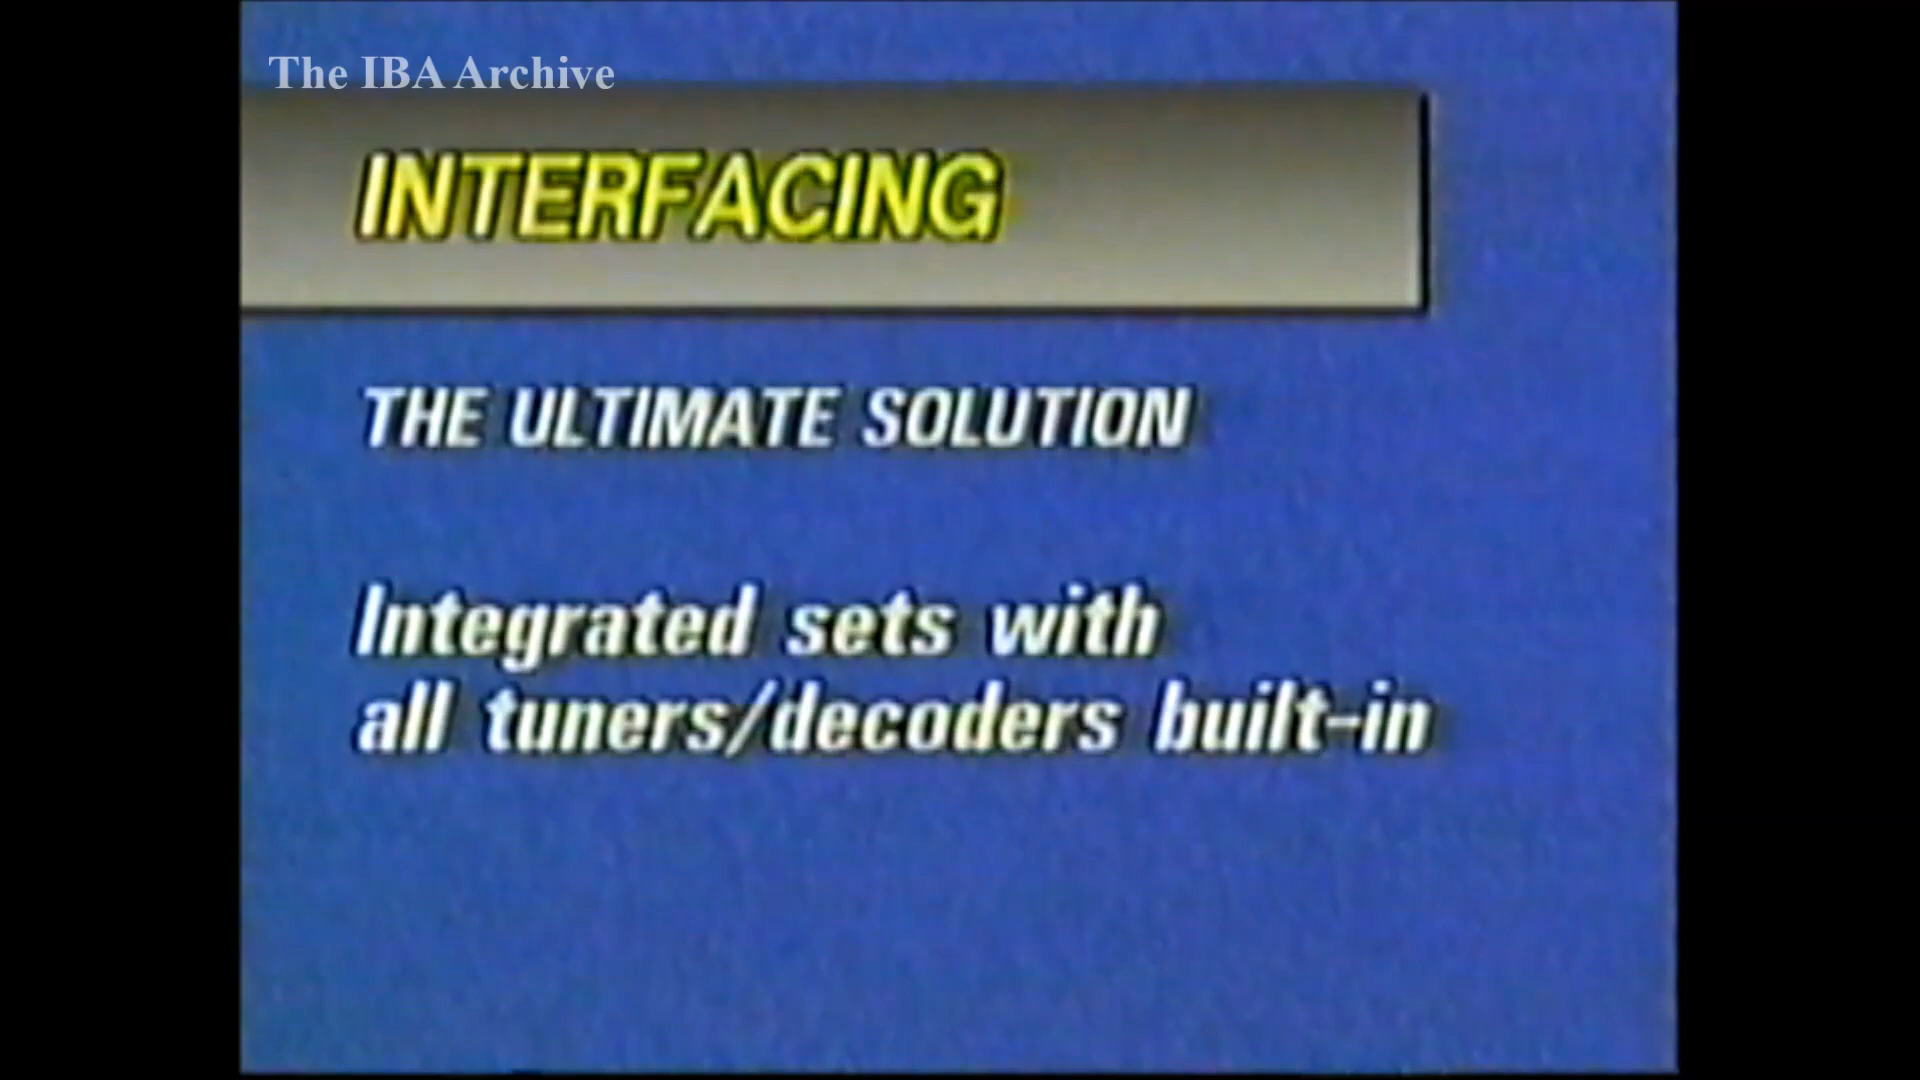 The IBA Archive
INTERFACING
THE ULTIMATE SOLUTION
Integrated sets with
all tuners/decoders built-in